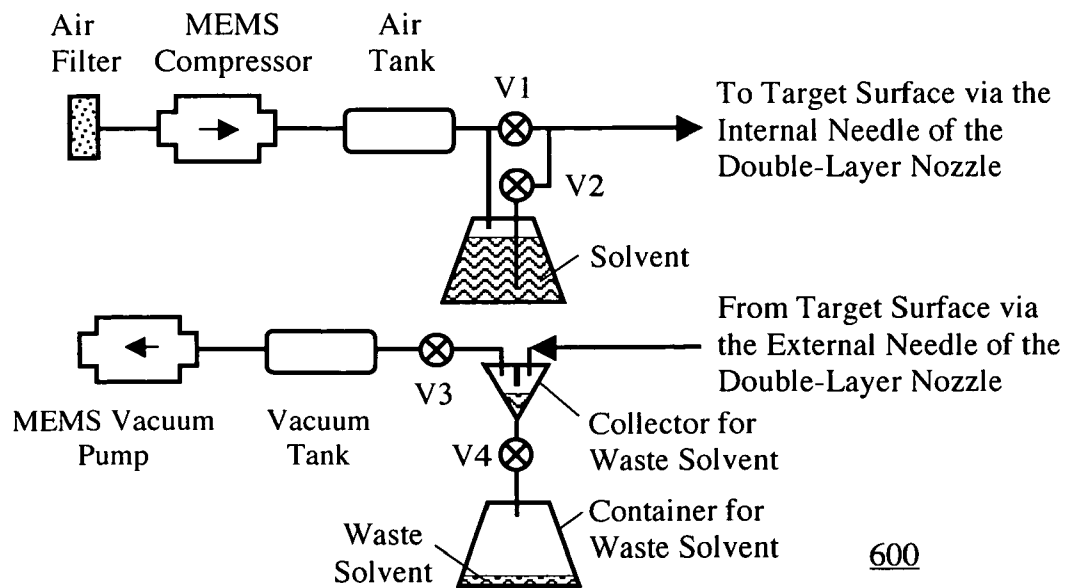 Air
Filter
MEMS
Compressor
Air
Tank
V1
To Target Surface via the
Internal Needle of the
Double-Layer Nozzle
V2
Solvent
From Target Surface via
the External Needle of the
Double-Layer Nozzle
V3
MEMS Vacuum
Pump
Vacuum
Tank
Collector for
Waste Solvent
V4
Container for
Waste Solvent
Waste
Solvent
600